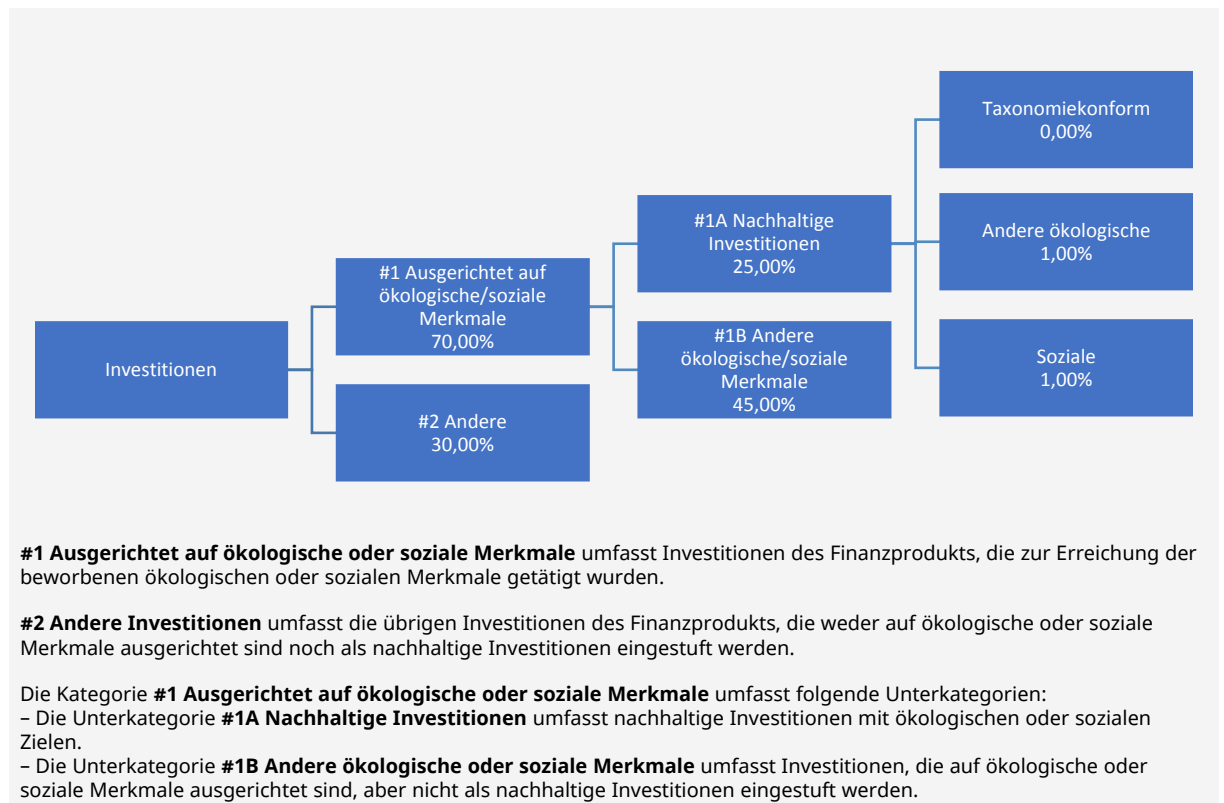 Investitionen
#1 Ausgerichtet auf
ökologische/soziale
Merkmale
70,00%
#2 Andere
30,00%
#1A Nachhaltige
Investitionen
25,00%
#1B Andere
ökologische/soziale
Merkmale
45,00%
Taxonomiekonform
0,00%
Andere ökologische
1,00%
Soziale
1,00%
#1 Ausgerichtet auf ökologische oder soziale Merkmale umfasst Investitionen des Finanzprodukts, die zur Erreichung der
beworbenen ökologischen oder sozialen Merkmale getätigt wurden.
#2 Andere Investitionen umfasst die übrigen Investitionen des Finanzprodukts, die weder auf ökologische oder soziale
Merkmale ausgerichtet sind noch als nachhaltige Investitionen eingestuft werden.
Die Kategorie #1 Ausgerichtet auf ökologische oder soziale Merkmale umfasst folgende Unterkategorien:
– Die Unterkategorie #1A Nachhaltige Investitionen umfasst nachhaltige Investitionen mit ökologischen oder sozialen
Zielen.
– Die Unterkategorie #1B Andere ökologische oder soziale Merkmale umfasst Investitionen, die auf ökologische oder
soziale Merkmale ausgerichtet sind, aber nicht als nachhaltige Investitionen eingestuft werden.